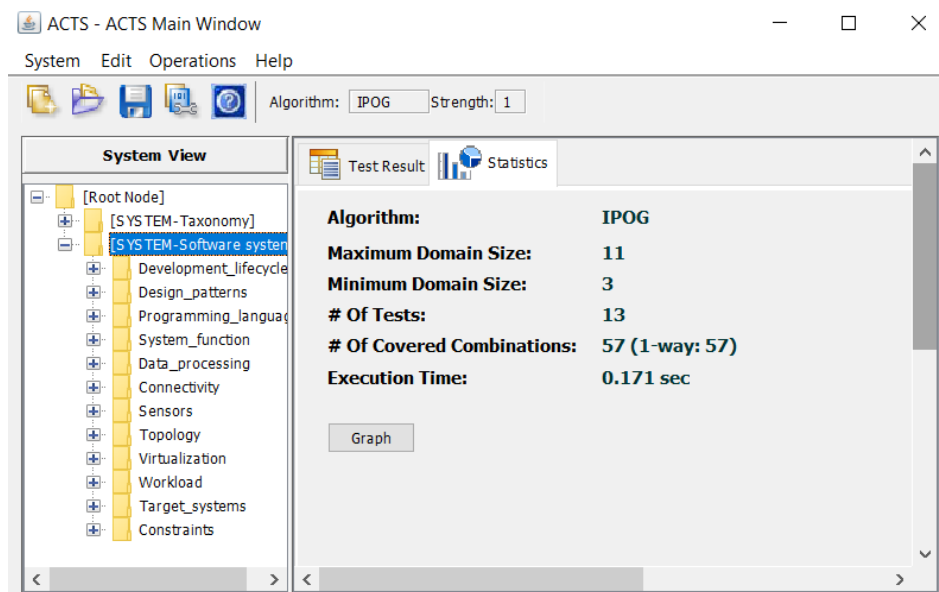 ACTS - ACTS Main Window
System Edit Operations Help
Algorithm: IPOG Strength: 1
System View
[Root Node]
[SYSTEM-Taxonomy]
[SYSTEM-Software system
Development_lifecycle
Design_patterns
Programming_languag
System_function
Data_processing
Connectivity
Sensors
Topology
Virtualization
Workload
Target_systems
Constraints
Test Result Statistics
Algorithm: IPOG
Maximum Domain Size: 11
Minimum Domain Size: 3
# Of Tests: 13
# Of Covered Combinations: 57 (1-way: 57)
Execution Time: 0.171 sec
Graph